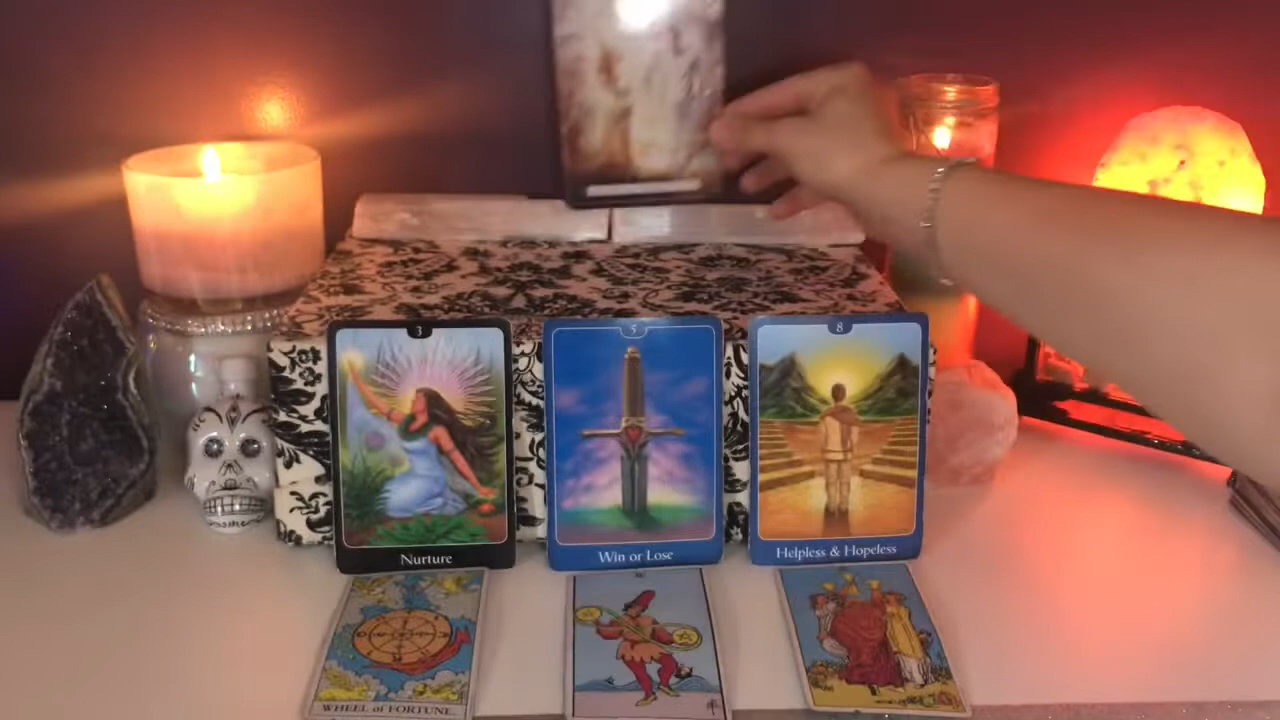 3
Nurture
5
Win or Lose
8
Helpless & Hopeless
WHEEL of FORTUNE.